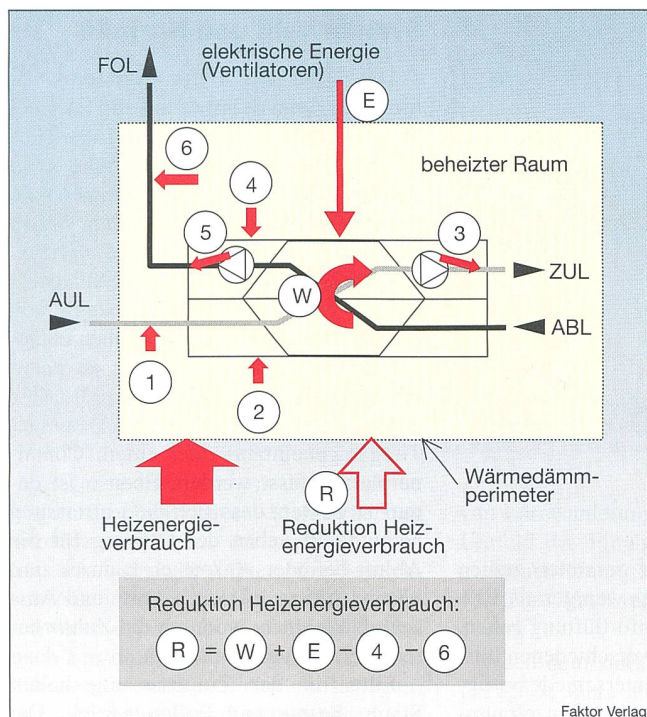 elektrische Energie
(Ventilatoren)
FOL
E
6
beheizter Raum
4
5
3
W
AUL
ZUL
ABL
1
2
Wärmedämm-
perimeter
R
Heizenergie-
verbrauch
Reduktion Heiz-
energieverbrauch
Reduktion Heizenergieverbrauch:
R = W + E – 4 – 6
Faktor Verlag